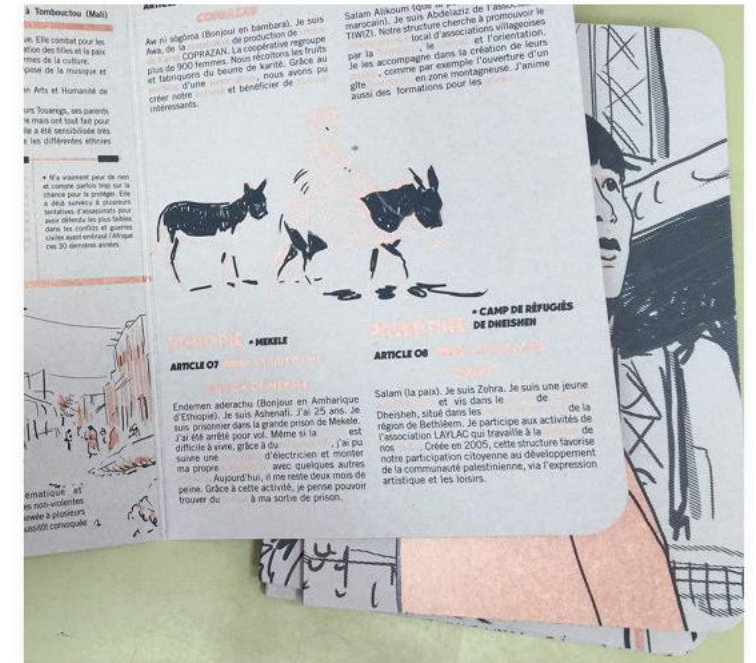 à Tombouctou (Mali)
Elle combat pour les
des filles et la paix
de la culture.
de la musique et
Arts et Humanité de
Touaregs, ses parents
mais ont tout fait pour
a été sensibilisée très
les différentes ethnies
• N'a vraiment peur de rien
et compte parfois trop sur la
chance pour la protéger. Elle
a déjà survécu à plusieurs
tentatives d'assassinats pour
avoir défendu les plus faibles
dans les conflits et guerres
civiles ayant embrasé l'Afrique
ces 30 dernières années.
et
non-violentes
à plusieurs
convoquée
COPRAZAN
Aw ni sògòma (Bonjour en bambara). Je suis
Awa, de la de production de
COPRAZAN. La coopérative regroupe
plus de 900 femmes. Nous récoltons les fruits
et fabriquons du beurre de karité. Grâce au
d'une , nous avons pu
créer notre et bénéficier de
intéressants.
Salam Alikoum
marocain). Je suis Abdelaziz de
TIWIZI. Notre structure cherche à promouvoir le
local d'associations villageoises
par la , le et l'orientation.
Je les accompagne dans la création de leurs
, comme par exemple l'ouverture d'un
gîte en zone montagneuse. J'anime
aussi des formations pour les
ETHIOPIE • MEKELE
ARTICLE 07
Endemen aderachu (Bonjour en Amharique
d'Ethiopie). Je suis Ashenafi. J'ai 25 ans. Je
suis prisonnier dans la grande prison de Mekele.
J'ai été arrêté pour vol. Même si la est
difficile à vivre, grâce à du , j'ai pu
suivre une d'électricien et monter
ma propre avec quelques autres
Aujourd'hui, il me reste deux mois de
peine. Grâce à cette activité, je pense pouvoir
trouver du à ma sortie de prison.
PALESTINE • CAMP DE RÉFUGIÉS
DE DHEISHEH
ARTICLE 08
Salam (la paix). Je suis Zohra. Je suis une jeune
et vis dans le de
Dheisheh, situé dans les de la
région de Bethléem. Je participe aux activités de
l'association LAYLAC qui travaille à la de
nos . Créée en 2005, cette structure favorise
notre participation citoyenne au développement
de la communauté palestinienne, via l'expression
artistique et les loisirs.